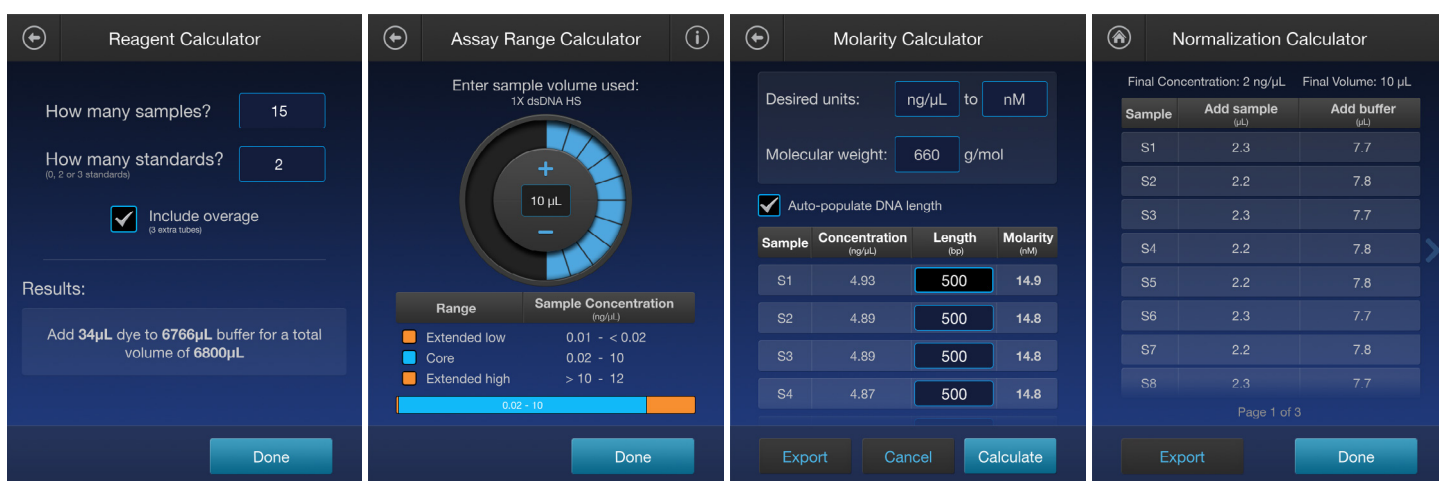 Reagent Calculator
How many samples?
15
How many standards?
(0, 2 or 3 standards)
2
Include overage
(3 extra tubes)
Results:
Add 34µL dye to 6766µL buffer for a total
volume of 6800µL
Done
Assay Range Calculator
i
Enter sample volume used:
1X dsDNA HS
+
10 µL
−
Range Sample Concentration
(ng/µL)
Extended low 0.01 - < 0.02
Core 0.02 - 10
Extended high > 10 - 12
0.02 - 10
Done
Molarity Calculator
Desired units: ng/µL to nM
Molecular weight: 660 g/mol
Auto-populate DNA length
Sample Concentration Length Molarity
(ng/µL) (bp) (nM)
S1 4.93 500 14.9
S2 4.89 500 14.8
S3 4.89 500 14.8
S4 4.87 500 14.8
Export Cancel Calculate
Normalization Calculator
Final Concentration: 2 ng/µL Final Volume: 10 µL
Sample Add sample Add buffer
(µL) (µL)
S1 2.3 7.7
S2 2.2 7.8
S3 2.3 7.7
S4 2.2 7.8
S5 2.2 7.8
S6 2.3 7.7
S7 2.2 7.8
S8 2.3 7.7
Page 1 of 3
Export Done